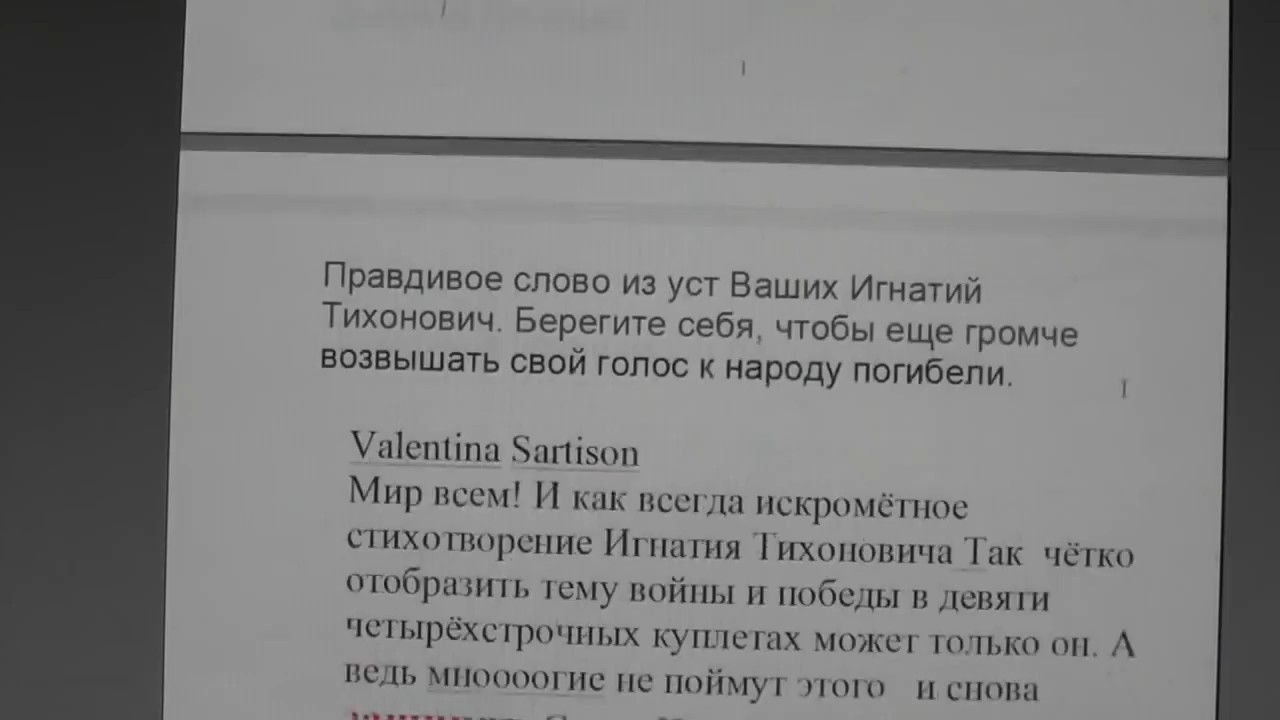 Правдивое слово из уст Ваших Игнатий
Тихонович. Берегите себя, чтобы еще громче
возвышать свой голос к народу погибели.
Valentina Sartison
Мир всем! И как всегда искромётное
стихотворение Игнатия Тихоновича Так чётко
отобразить тему войны и победы в девяти
четырёхстрочных куплетах может только он. А
ведь мноооогие не поймут этого и снова